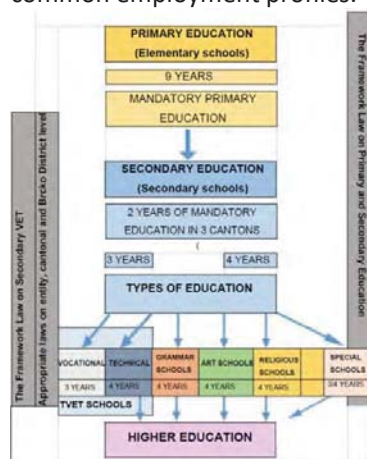 common employment profiles.
PRIMARY EDUCATION
(Elementary schools)
9 YEARS
MANDATORY PRIMARY
EDUCATION
SECONDARY EDUCATION
(Secondary schools)
2 YEARS OF MANDATORY
EDUCATION IN 3 CANTONS
(
3 YEARS
4 YEARS
TYPES OF EDUCATION
VOCATIONAL
3 YEARS
TECHNICAL
4 YEARS
GRAMMAR
SCHOOLS
4 YEARS
ART SCHOOLS
4 YEARS
RELIGIOUS
SCHOOLS
4 YEARS
SPECIAL
SCHOOLS
3/4 YEARS
TVET SCHOOLS
HIGHER EDUCATION
The Framework Law on Secondary VET
Appropriate laws on entity, cantonal and Brcko District level
The Framework Law on Primary and Secondary
Education